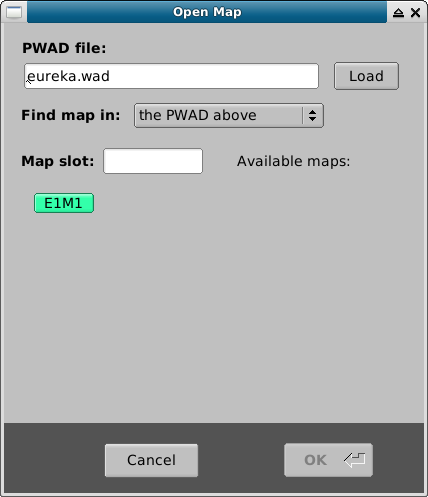 Open Map
PWAD file:
eureka.wad
Load
Find map in:
the PWAD above
Map slot:
Available maps:
E1M1
Cancel
OK